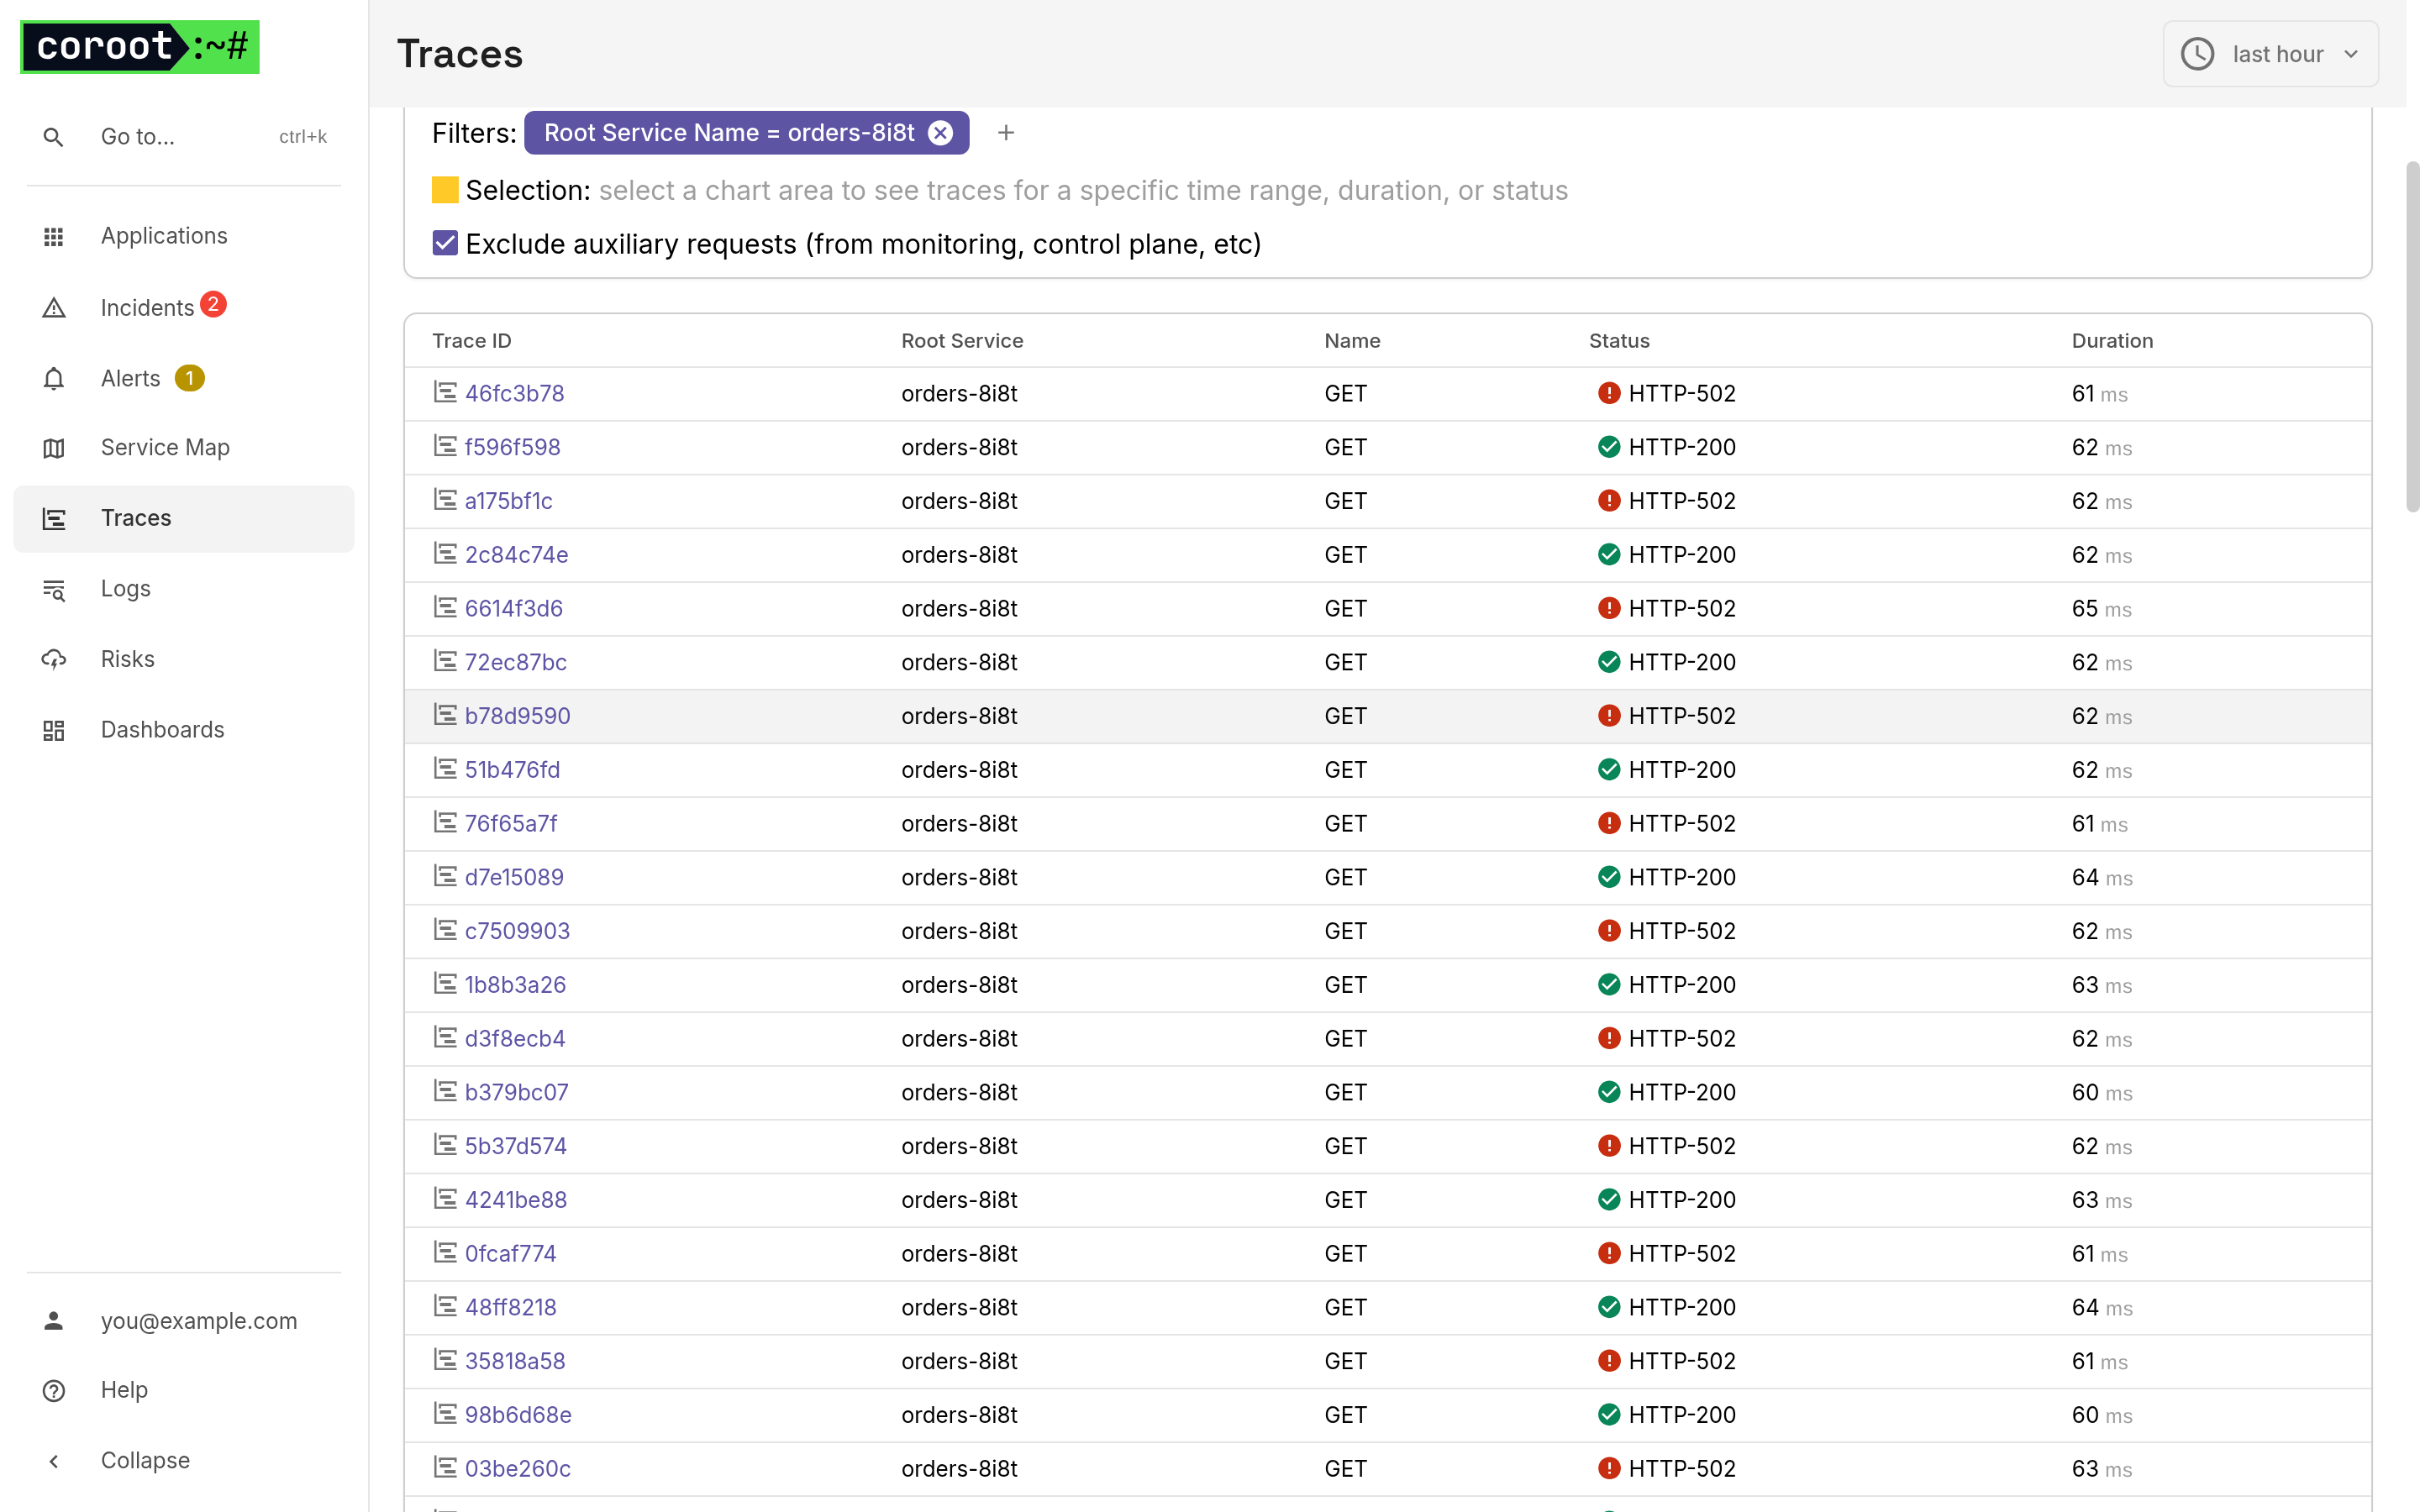 coroot:~#
Traces
last hour
Go to... ctrl+k
Applications
Incidents 2
Alerts 1
Service Map
Traces
Logs
Risks
Dashboards
you@example.com
Help
Collapse
Filters: Root Service Name = orders-8i8t +
Selection: select a chart area to see traces for a specific time range, duration, or status
Exclude auxiliary requests (from monitoring, control plane, etc)
Trace ID Root Service Name Status Duration
46fc3b78 orders-8i8t GET HTTP-502 61 ms
f596f598 orders-8i8t GET HTTP-200 62 ms
a175bf1c orders-8i8t GET HTTP-502 62 ms
2c84c74e orders-8i8t GET HTTP-200 62 ms
6614f3d6 orders-8i8t GET HTTP-502 65 ms
72ec87bc orders-8i8t GET HTTP-200 62 ms
b78d9590 orders-8i8t GET HTTP-502 62 ms
51b476fd orders-8i8t GET HTTP-200 62 ms
76f65a7f orders-8i8t GET HTTP-502 61 ms
d7e15089 orders-8i8t GET HTTP-200 64 ms
c7509903 orders-8i8t GET HTTP-502 62 ms
1b8b3a26 orders-8i8t GET HTTP-200 63 ms
d3f8ecb4 orders-8i8t GET HTTP-502 62 ms
b379bc07 orders-8i8t GET HTTP-200 60 ms
5b37d574 orders-8i8t GET HTTP-502 62 ms
4241be88 orders-8i8t GET HTTP-200 63 ms
0fcaf774 orders-8i8t GET HTTP-502 61 ms
48ff8218 orders-8i8t GET HTTP-200 64 ms
35818a58 orders-8i8t GET HTTP-502 61 ms
98b6d68e orders-8i8t GET HTTP-200 60 ms
03be260c orders-8i8t GET HTTP-502 63 ms